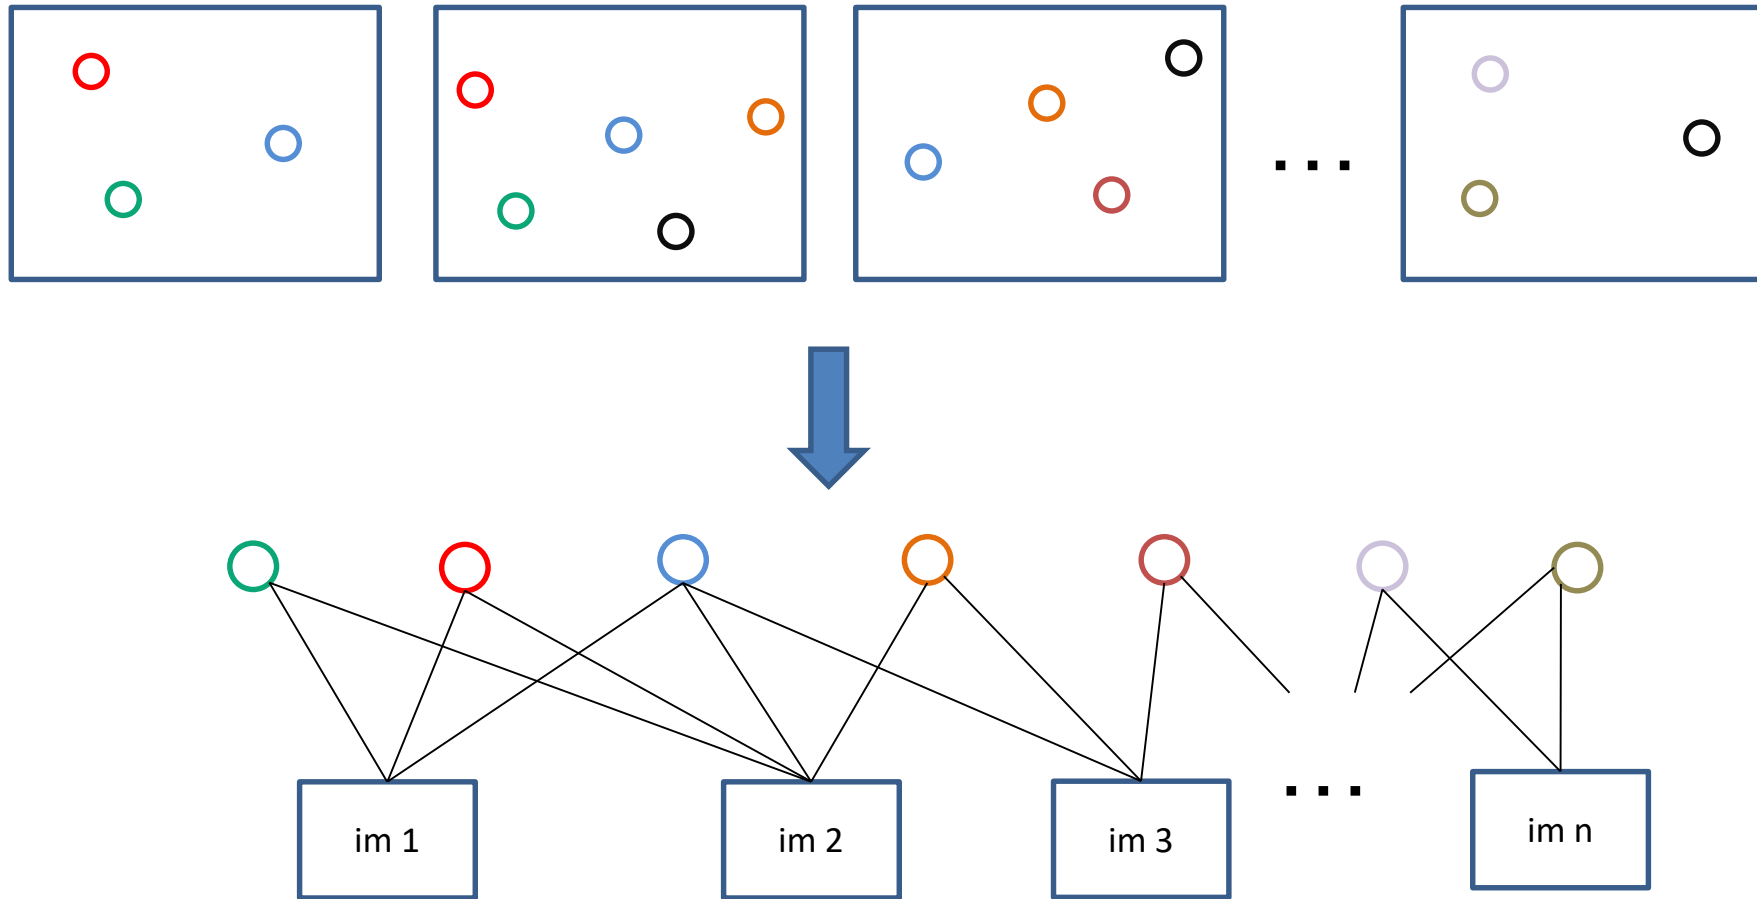 . . .
im 1
im 2
im 3
. . .
im n